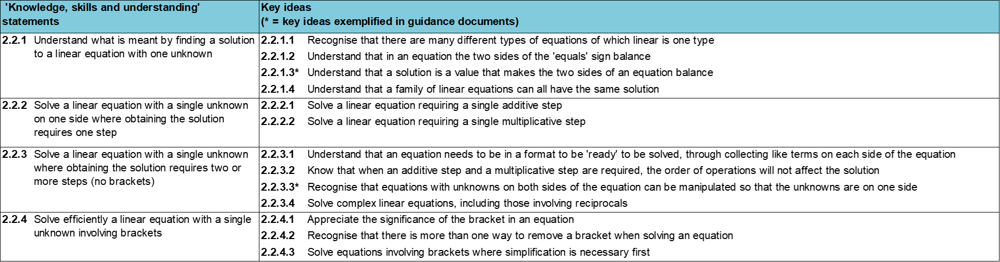 'Knowledge, skills and understanding'
statements
Key ideas
(* = key ideas exemplified in guidance documents)
2.2.1 Understand what is meant by finding a solution
to a linear equation with one unknown
2.2.1.1 Recognise that there are many different types of equations of which linear is one type
2.2.1.2 Understand that in an equation the two sides of the 'equals' sign balance
2.2.1.3* Understand that a solution is a value that makes the two sides of an equation balance
2.2.1.4 Understand that a family of linear equations can all have the same solution
2.2.2 Solve a linear equation with a single unknown
on one side where obtaining the solution
requires one step
2.2.2.1 Solve a linear equation requiring a single additive step
2.2.2.2 Solve a linear equation requiring a single multiplicative step
2.2.3 Solve a linear equation with a single unknown
where obtaining the solution requires two or
more steps (no brackets)
2.2.3.1 Understand that an equation needs to be in a format to be 'ready' to be solved, through collecting like terms on each side of the equation
2.2.3.2 Know that when an additive step and a multiplicative step are required, the order of operations will not affect the solution
2.2.3.3* Recognise that equations with unknowns on both sides of the equation can be manipulated so that the unknowns are on one side
2.2.3.4 Solve complex linear equations, including those involving reciprocals
2.2.4 Solve efficiently a linear equation with a single
unknown involving brackets
2.2.4.1 Appreciate the significance of the bracket in an equation
2.2.4.2 Recognise that there is more than one way to remove a bracket when solving an equation
2.2.4.3 Solve equations involving brackets where simplification is necessary first